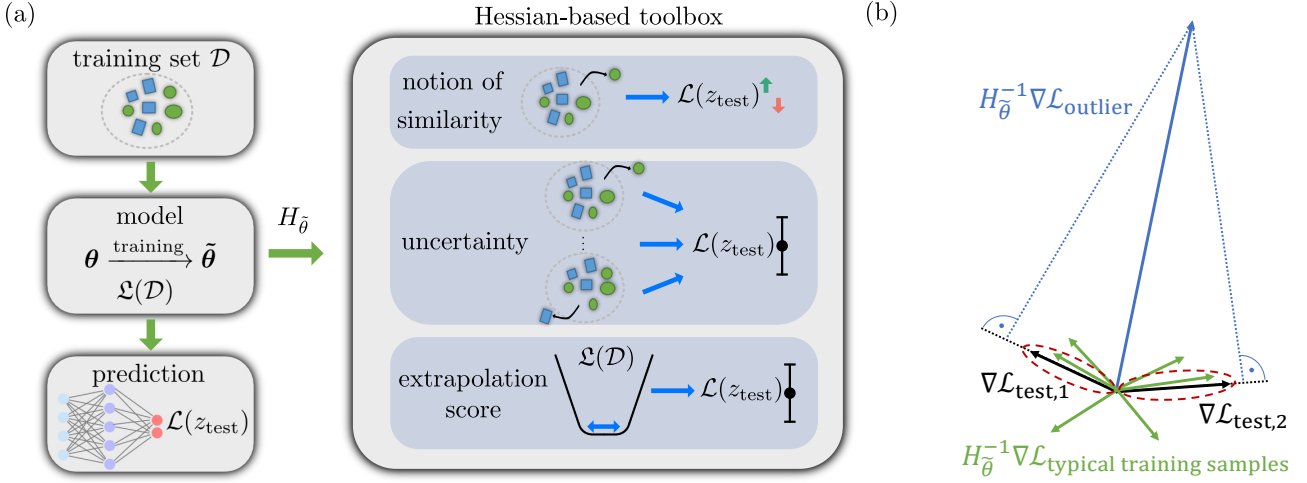 (a)
training set 𝒟
model
𝜽 training 𝜽̃
𝔏(𝒟)
prediction
ℒ(z_test)
H_θ̃
Hessian-based toolbox
notion of
similarity
ℒ(z_test)
uncertainty
ℒ(z_test)
extrapolation
score
𝔏(𝒟)
ℒ(z_test)
(b)
H_θ̃^{-1}∇ℒ_outlier
∇ℒ_test,1
∇ℒ_test,2
H_θ̃^{-1}∇ℒ_typical training samples